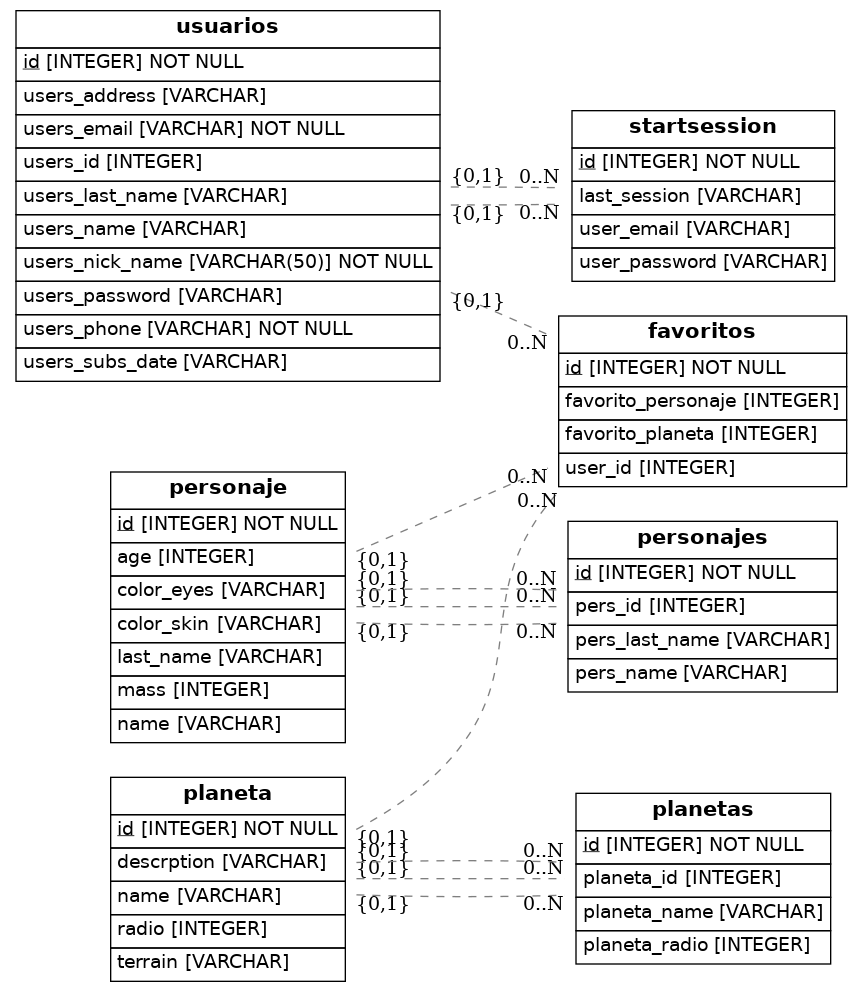 usuarios
id [INTEGER] NOT NULL
users_address [VARCHAR]
users_email [VARCHAR] NOT NULL
users_id [INTEGER]
users_last_name [VARCHAR]
users_name [VARCHAR]
users_nick_name [VARCHAR(50)] NOT NULL
users_password [VARCHAR]
users_phone [VARCHAR] NOT NULL
users_subs_date [VARCHAR]
startsession
id [INTEGER] NOT NULL
last_session [VARCHAR]
user_email [VARCHAR]
user_password [VARCHAR]
{0,1} 0..N
{0,1} 0..N
{0,1}
0..N
favoritos
id [INTEGER] NOT NULL
favorito_personaje [INTEGER]
favorito_planeta [INTEGER]
user_id [INTEGER]
0..N
0..N
personaje
id [INTEGER] NOT NULL
age [INTEGER]
color_eyes [VARCHAR]
color_skin [VARCHAR]
last_name [VARCHAR]
mass [INTEGER]
name [VARCHAR]
{0,1}
{0,1} 0..N
{0,1} 0..N
{0,1} 0..N
personajes
id [INTEGER] NOT NULL
pers_id [INTEGER]
pers_last_name [VARCHAR]
pers_name [VARCHAR]
planeta
id [INTEGER] NOT NULL
descrption [VARCHAR]
name [VARCHAR]
radio [INTEGER]
terrain [VARCHAR]
{0,1}
{0,1} 0..N
{0,1} 0..N
{0,1} 0..N
planetas
id [INTEGER] NOT NULL
planeta_id [INTEGER]
planeta_name [VARCHAR]
planeta_radio [INTEGER]